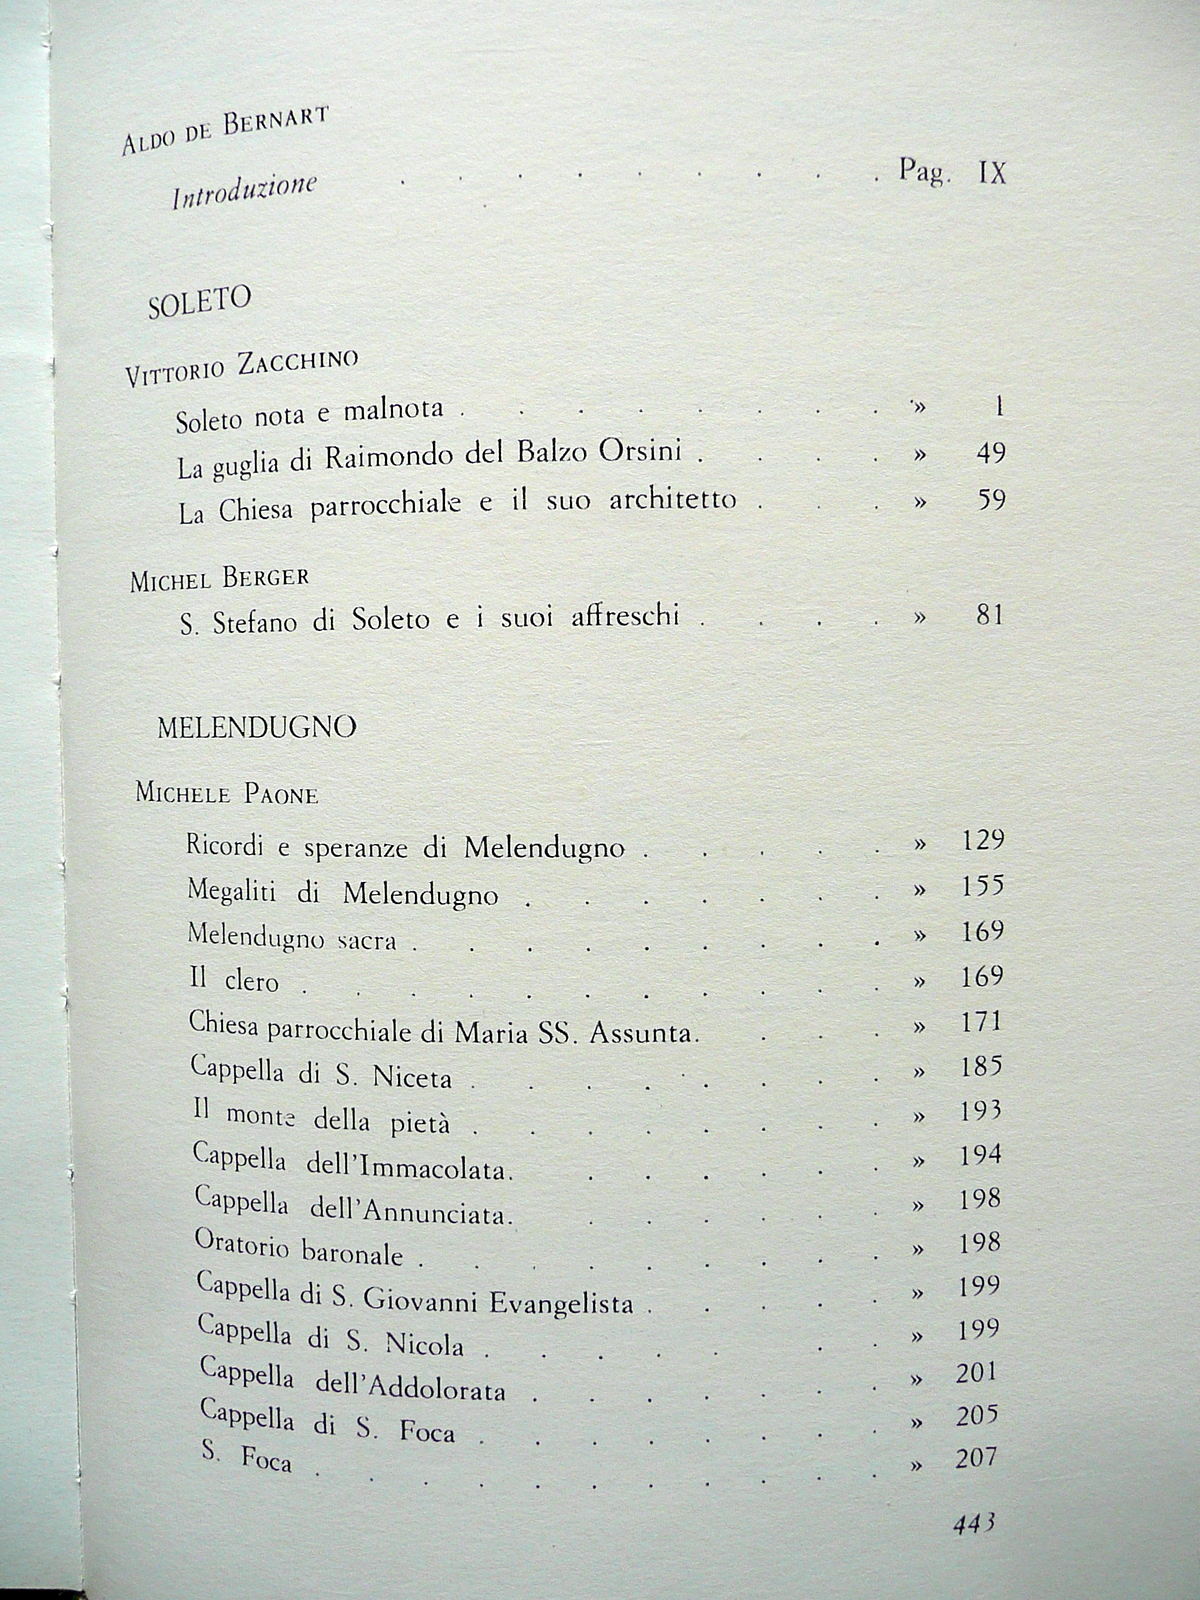 Aldo de Bernart
Introduzione . . . . . . . . . Pag. IX
SOLETO
Vittorio Zacchino
Soleto nota e malnota . . . . . . . . » 1
La guglia di Raimondo del Balzo Orsini . . . . » 49
La Chiesa parrocchiale e il suo architetto . . . » 59
Michel Berger
S. Stefano di Soleto e i suoi affreschi . . . . » 81
MELENDUGNO
Michele Paone
Ricordi e speranze di Melendugno . . . . . » 129
Megaliti di Melendugno . . . . . . . » 155
Melendugno sacra . . . . . . . . . » 169
Il clero . . . . . . . . . . . » 169
Chiesa parrocchiale di Maria SS. Assunta. . . . » 171
Cappella di S. Niceta . . . . . . . . » 185
Il monte della pietà . . . . . . . . » 193
Cappella dell'Immacolata. . . . . . . » 194
Cappella dell'Annunciata. . . . . . . » 198
Oratorio baronale . . . . . . . . . » 198
Cappella di S. Giovanni Evangelista . . . . . » 199
Cappella di S. Nicola . . . . . . . » 199
Cappella dell'Addolorata . . . . . . . » 201
Cappella di S. Foca . . . . . . . . » 205
S. Foca . . . . . . . . . . . » 207
443